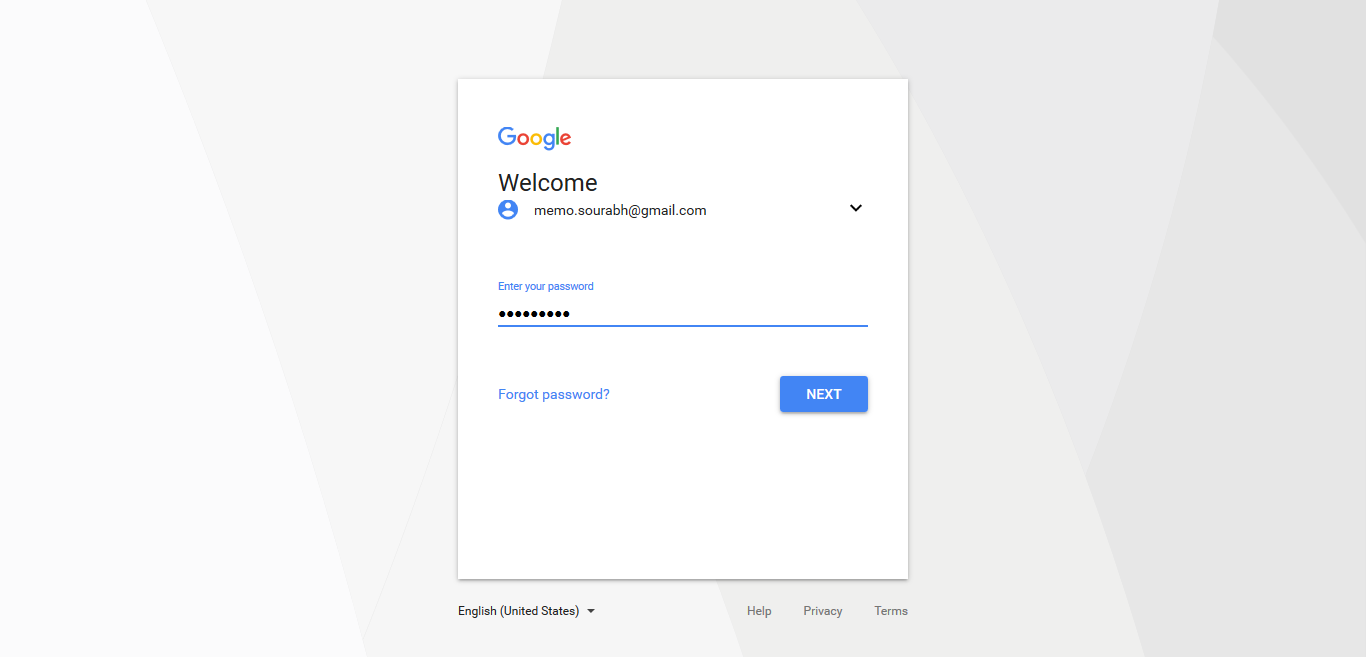 Google
Welcome
memo.sourabh@gmail.com
Enter your password
•••••••••
Forgot password?
NEXT
English (United States)
Help Privacy Terms